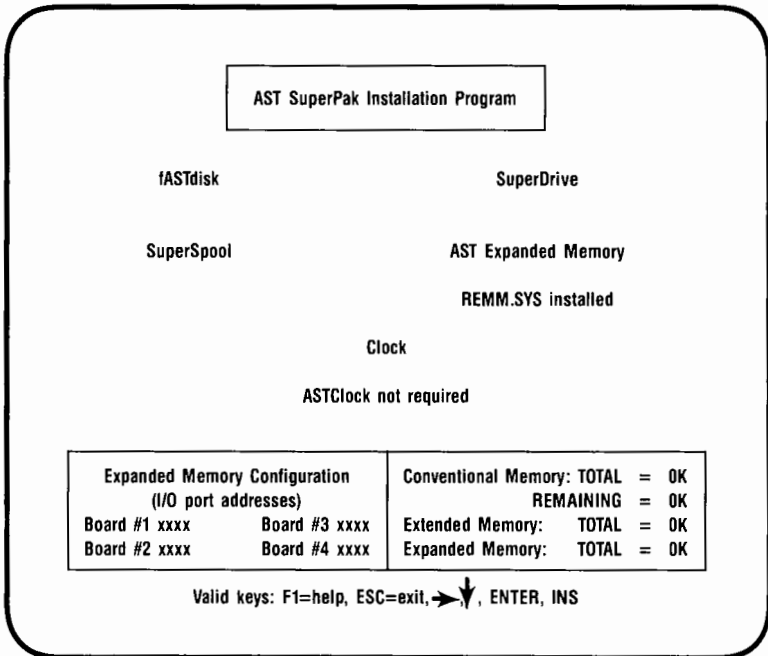 AST SuperPak Installation Program
fASTdisk SuperDrive
SuperSpool AST Expanded Memory
REMM.SYS installed
Clock
ASTClock not required
Expanded Memory Configuration
(I/O port addresses)
Board #1 xxxx Board #3 xxxx
Board #2 xxxx Board #4 xxxx
Conventional Memory: TOTAL = 0K
REMAINING = 0K
Extended Memory: TOTAL = 0K
Expanded Memory: TOTAL = 0K
Valid keys: F1=help, ESC=exit, →,↓, ENTER, INS